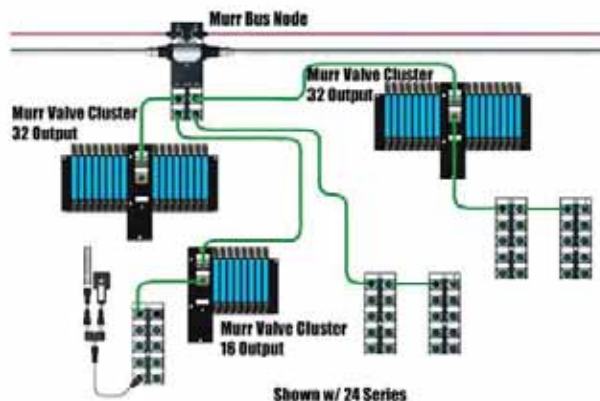 Murr Bus Node
Murr Valve Cluster
32 Output
Murr Valve Cluster
32 Output
Murr Valve Cluster
16 Output
Shown w/ 24 Series